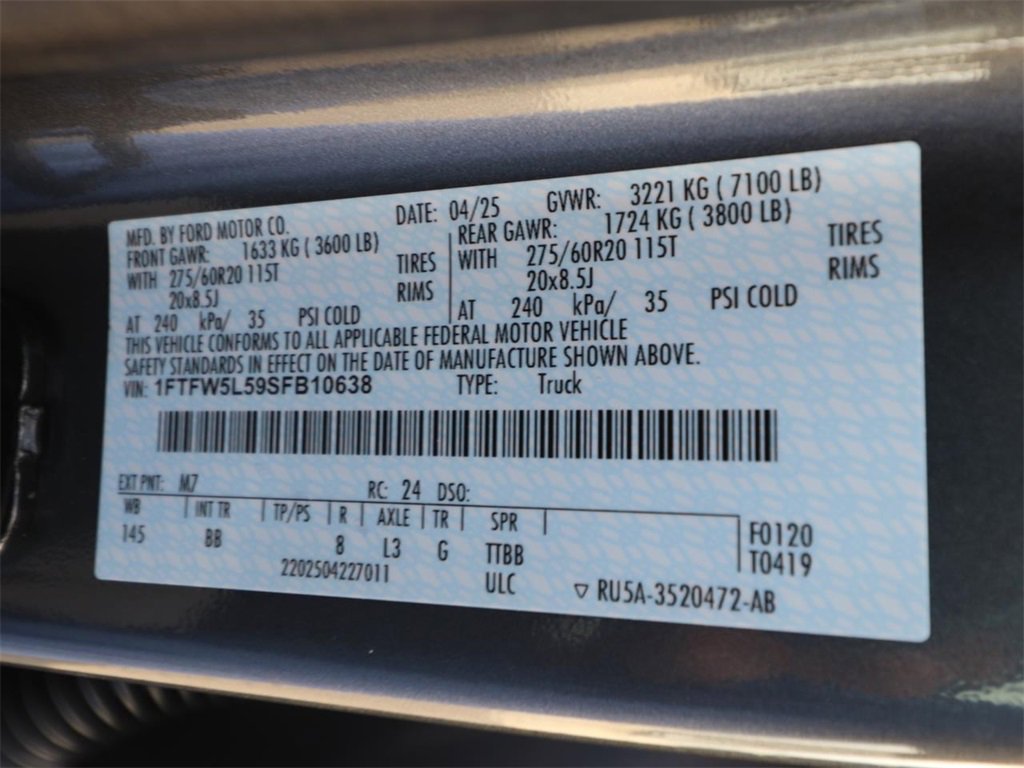 MFD. BY FORD MOTOR CO. DATE: 04/25 GVWR: 3221 KG ( 7100 LB)
FRONT GAWR: 1633 KG ( 3600 LB) REAR GAWR: 1724 KG ( 3800 LB)
WITH 275/60R20 115T TIRES WITH 275/60R20 115T TIRES
20x8.5J RIMS 20x8.5J RIMS
AT 240 kPa/ 35 PSI COLD AT 240 kPa/ 35 PSI COLD
THIS VEHICLE CONFORMS TO ALL APPLICABLE FEDERAL MOTOR VEHICLE
SAFETY STANDARDS IN EFFECT ON THE DATE OF MANUFACTURE SHOWN ABOVE.
VIN: 1FTFW5L59SFB10638 TYPE: Truck
EXT PNT: M7 RC: 24 DSO:
WB INT TR TP/PS R AXLE TR SPR F0120
145 BB 8 L3 G TTBB T0419
2202504227011 ULC ▽ RU5A-3520472-AB